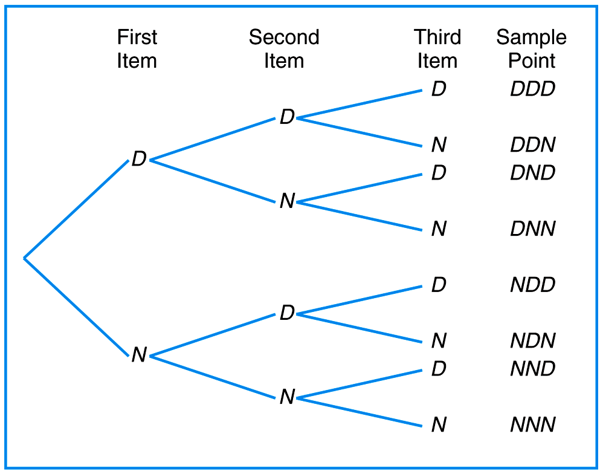 First Second Third Sample
Item Item Item Point
D DDD
D
N DDN
D
D DND
N
N DNN
D NDD
D
N NDN
N
D NND
N
N NNN